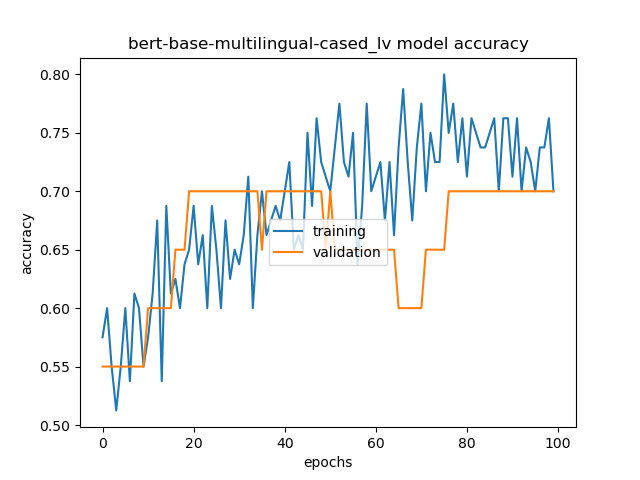 bert-base-multilingual-cased_lv model accuracy
accuracy
0.80
0.75
0.70
0.65
0.60
0.55
0.50
training
validation
0 20 40 60 80 100
epochs